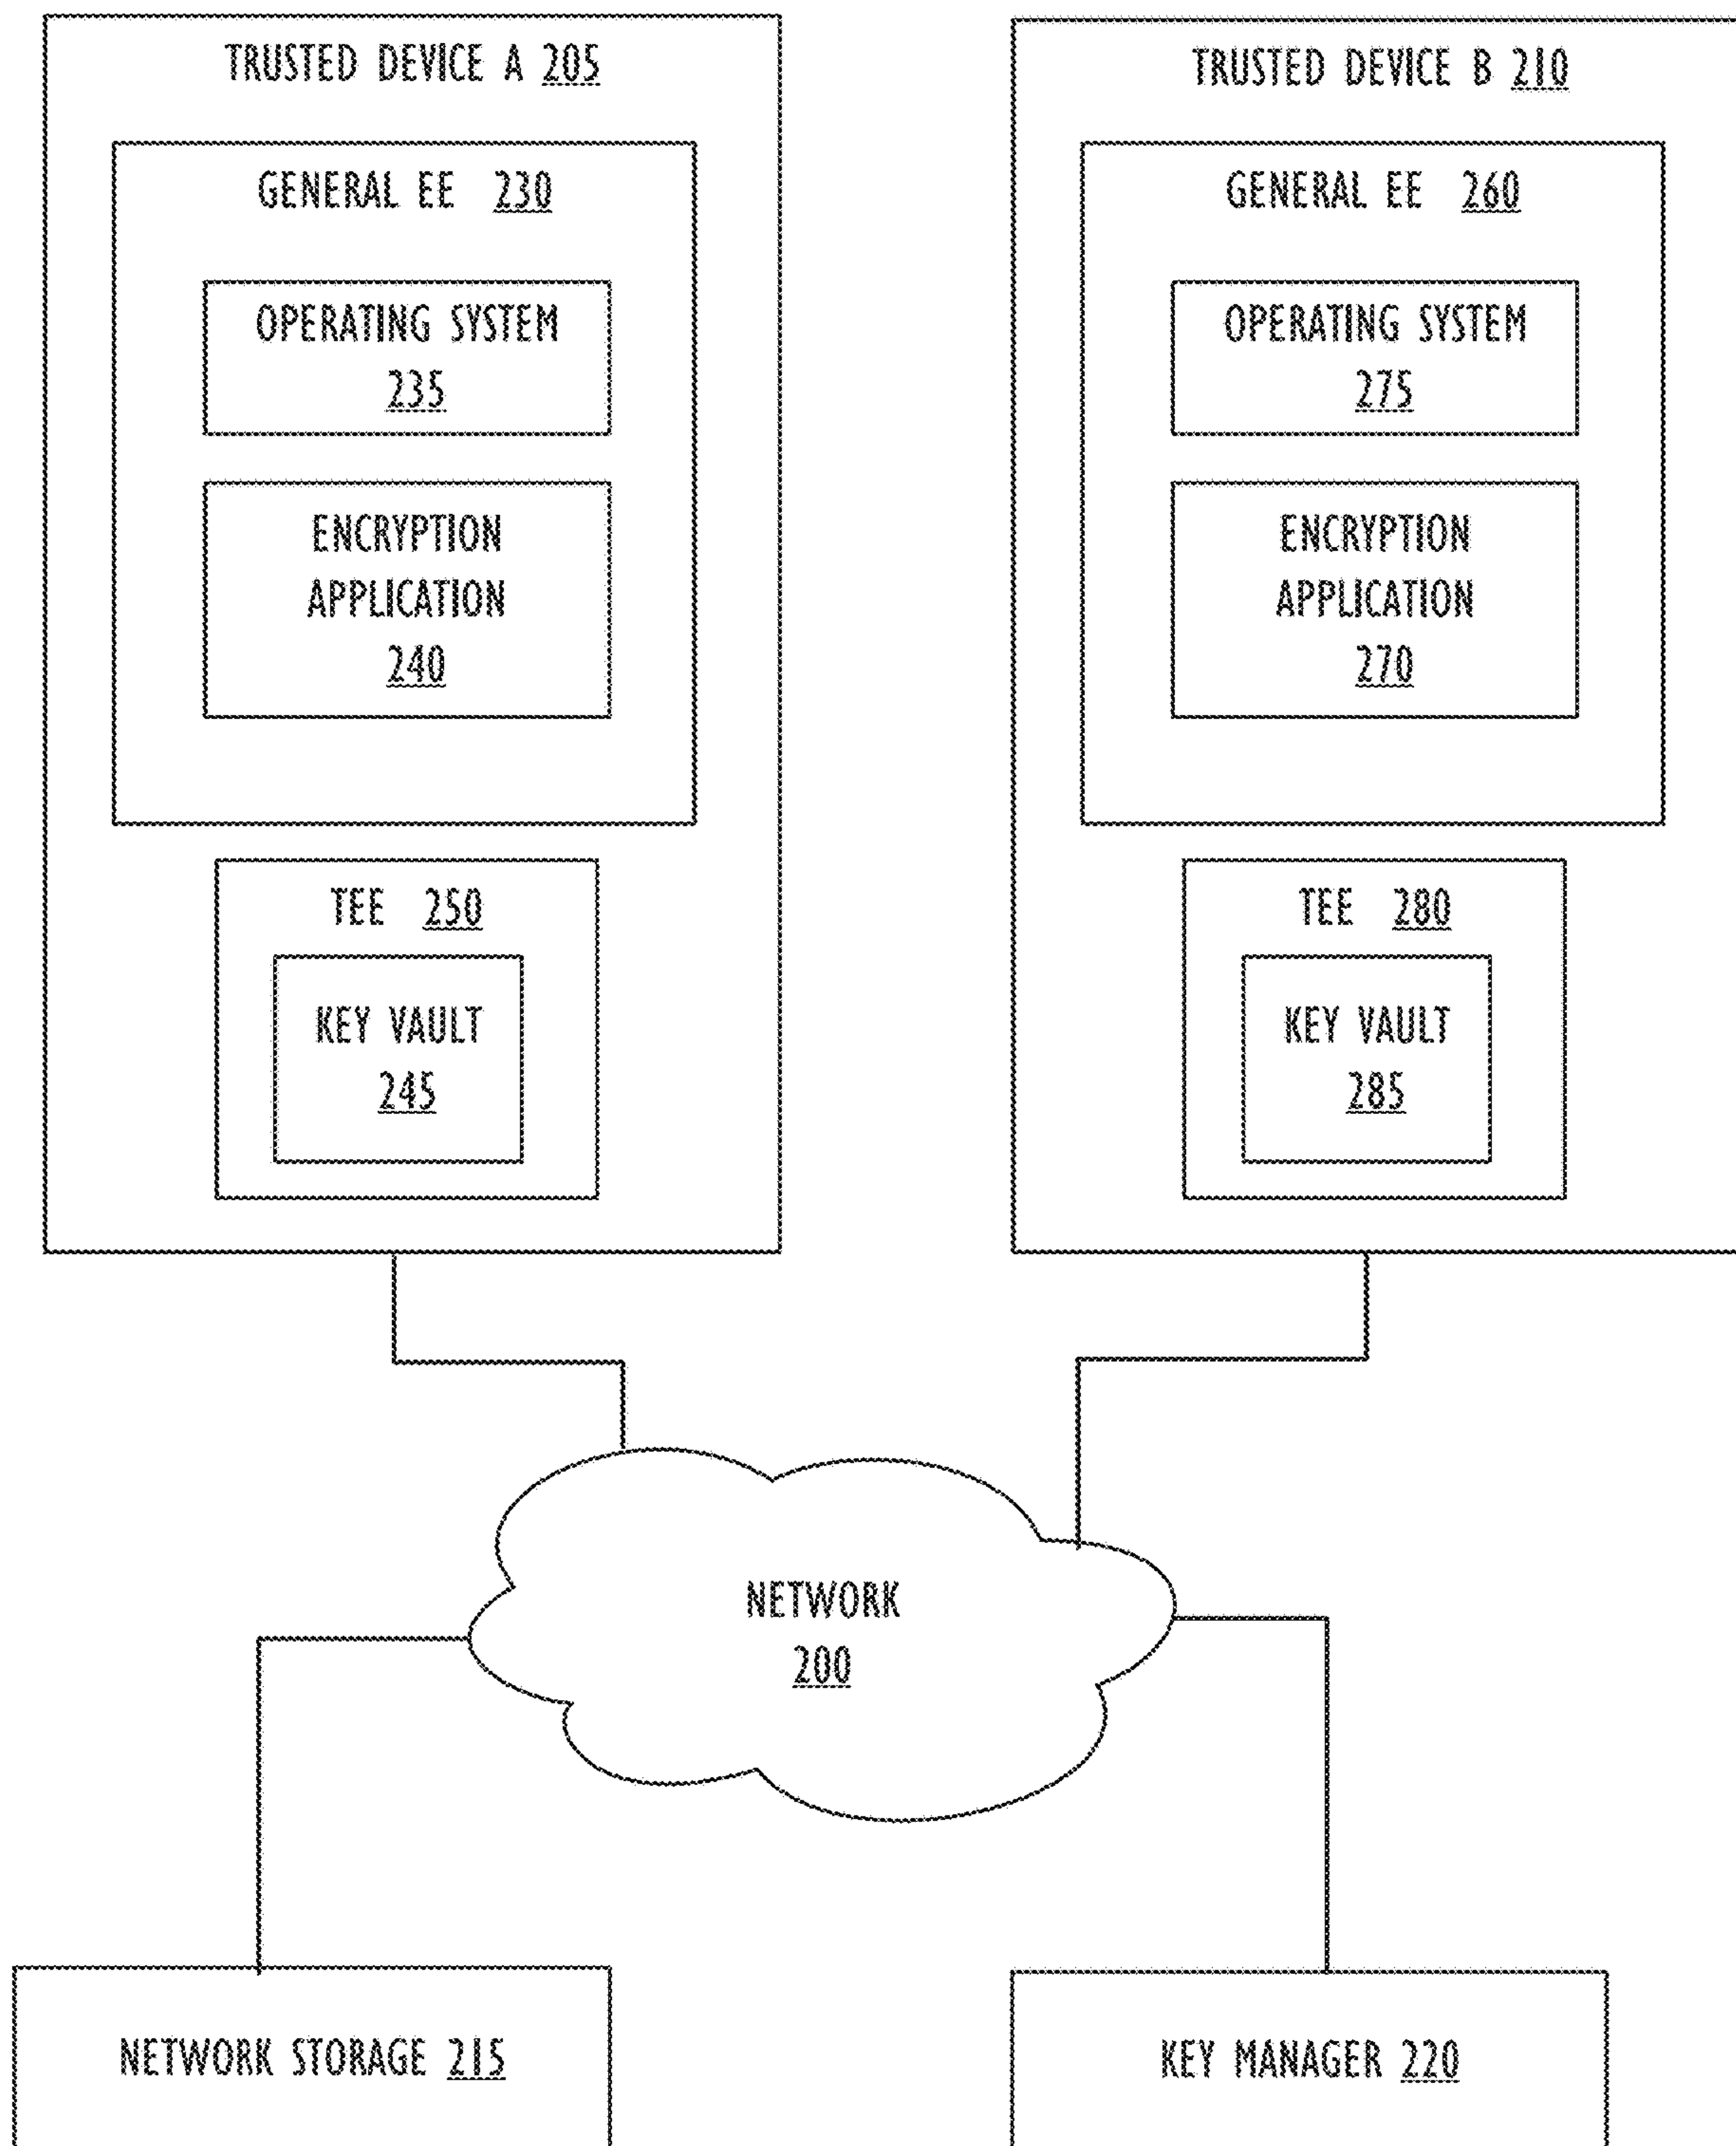 TRUSTED DEVICE A 205
GENERAL EE 230
OPERATING SYSTEM
235
ENCRYPTION
APPLICATION
240
TEE 250
KEY VAULT
245
TRUSTED DEVICE B 210
GENERAL EE 260
OPERATING SYSTEM
275
ENCRYPTION
APPLICATION
270
TEE 280
KEY VAULT
285
NETWORK
200
NETWORK STORAGE 215
KEY MANAGER 220